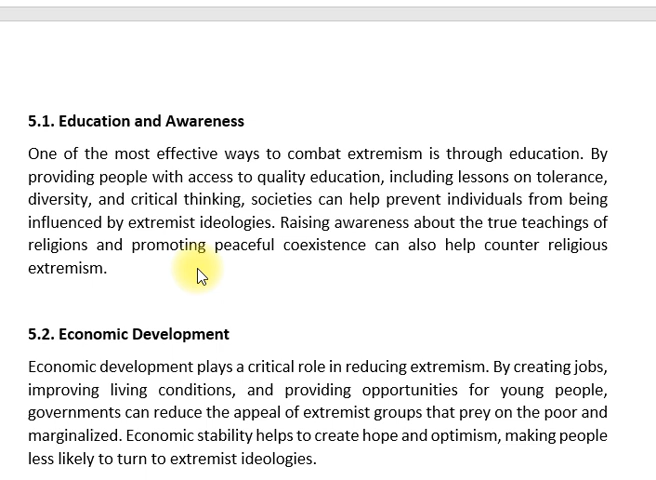 5.1. Education and Awareness
One of the most effective ways to combat extremism is through education. By
providing people with access to quality education, including lessons on tolerance,
diversity, and critical thinking, societies can help prevent individuals from being
influenced by extremist ideologies. Raising awareness about the true teachings of
religions and promoting peaceful coexistence can also help counter religious
extremism.
5.2. Economic Development
Economic development plays a critical role in reducing extremism. By creating jobs,
improving living conditions, and providing opportunities for young people,
governments can reduce the appeal of extremist groups that prey on the poor and
marginalized. Economic stability helps to create hope and optimism, making people
less likely to turn to extremist ideologies.